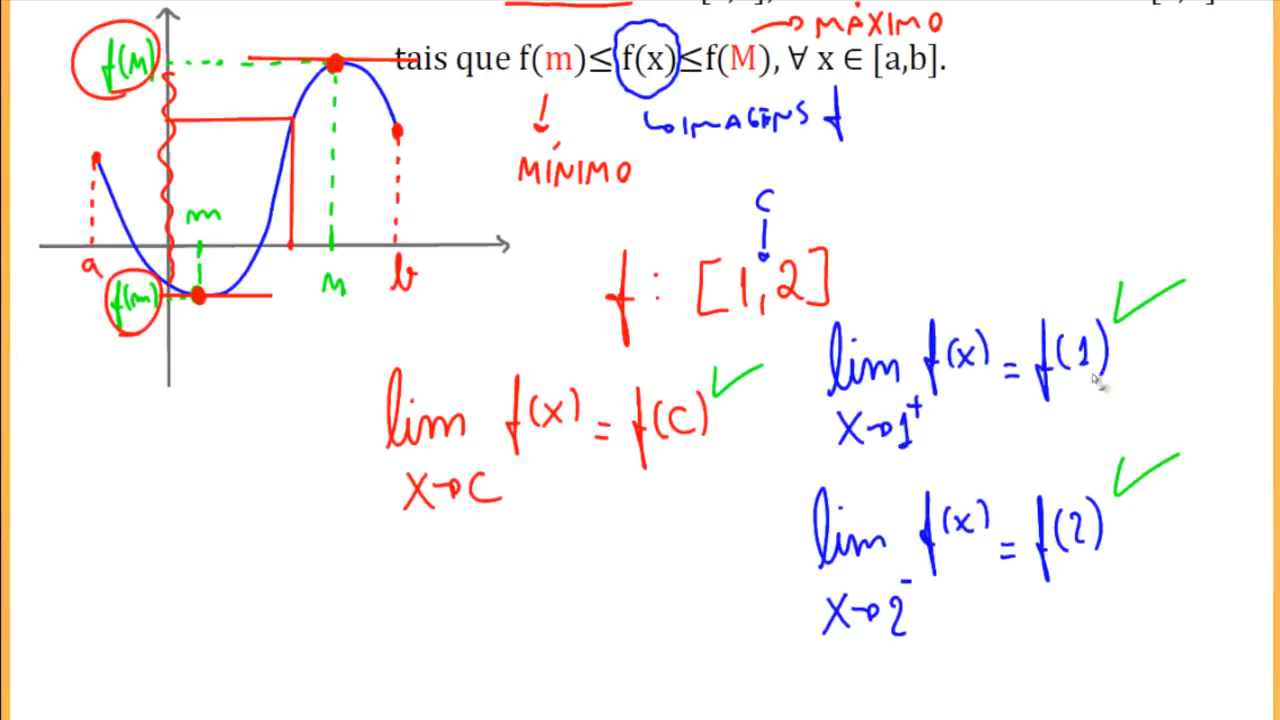 MÁXIMO
tais que f(m)≤ f(x) ≤f(M), ∀ x ∈ [a,b].
IMAGENS f
MÍNIMO
f(M)
m
a
M
b
f(m)
c
f: [1,2]
lim f(x) = f(c)
x→c
lim f(x) = f(1)
x→1⁺
lim f(x) = f(2)
x→2⁻